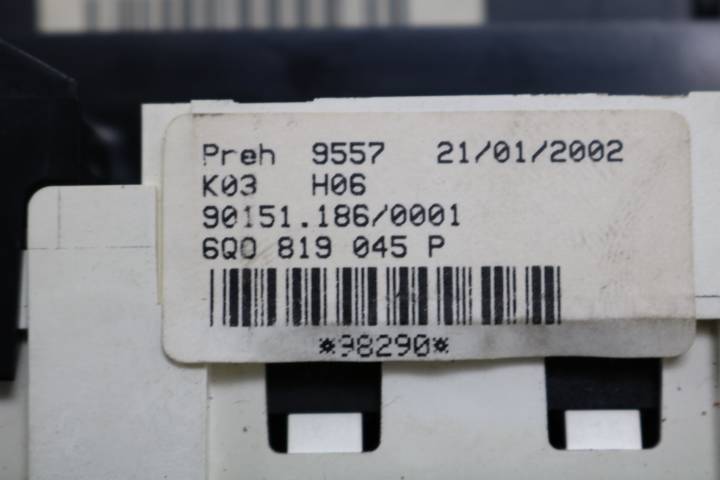 Preh 9557 21/01/2002
K03 H06
90151.186/0001
6Q0 819 045 P
*98290*